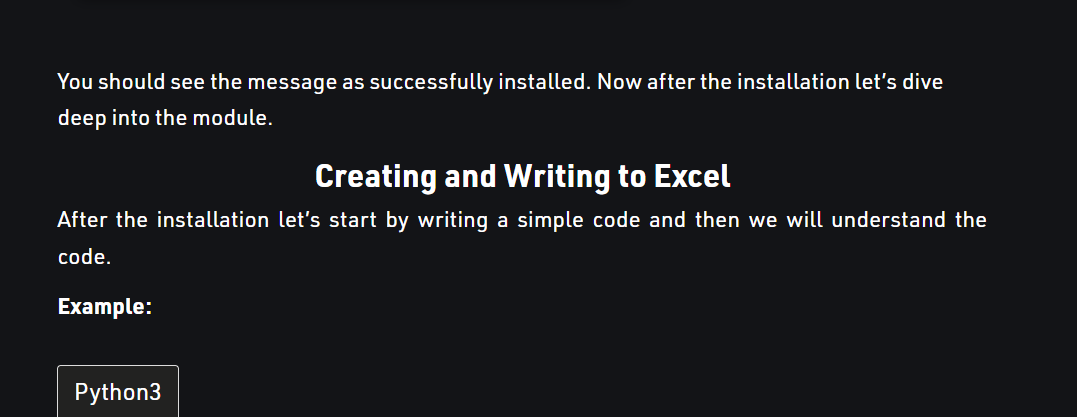 You should see the message as successfully installed. Now after the installation let’s dive
deep into the module.
Creating and Writing to Excel
After the installation let’s start by writing a simple code and then we will understand the
code.
Example:
Python3